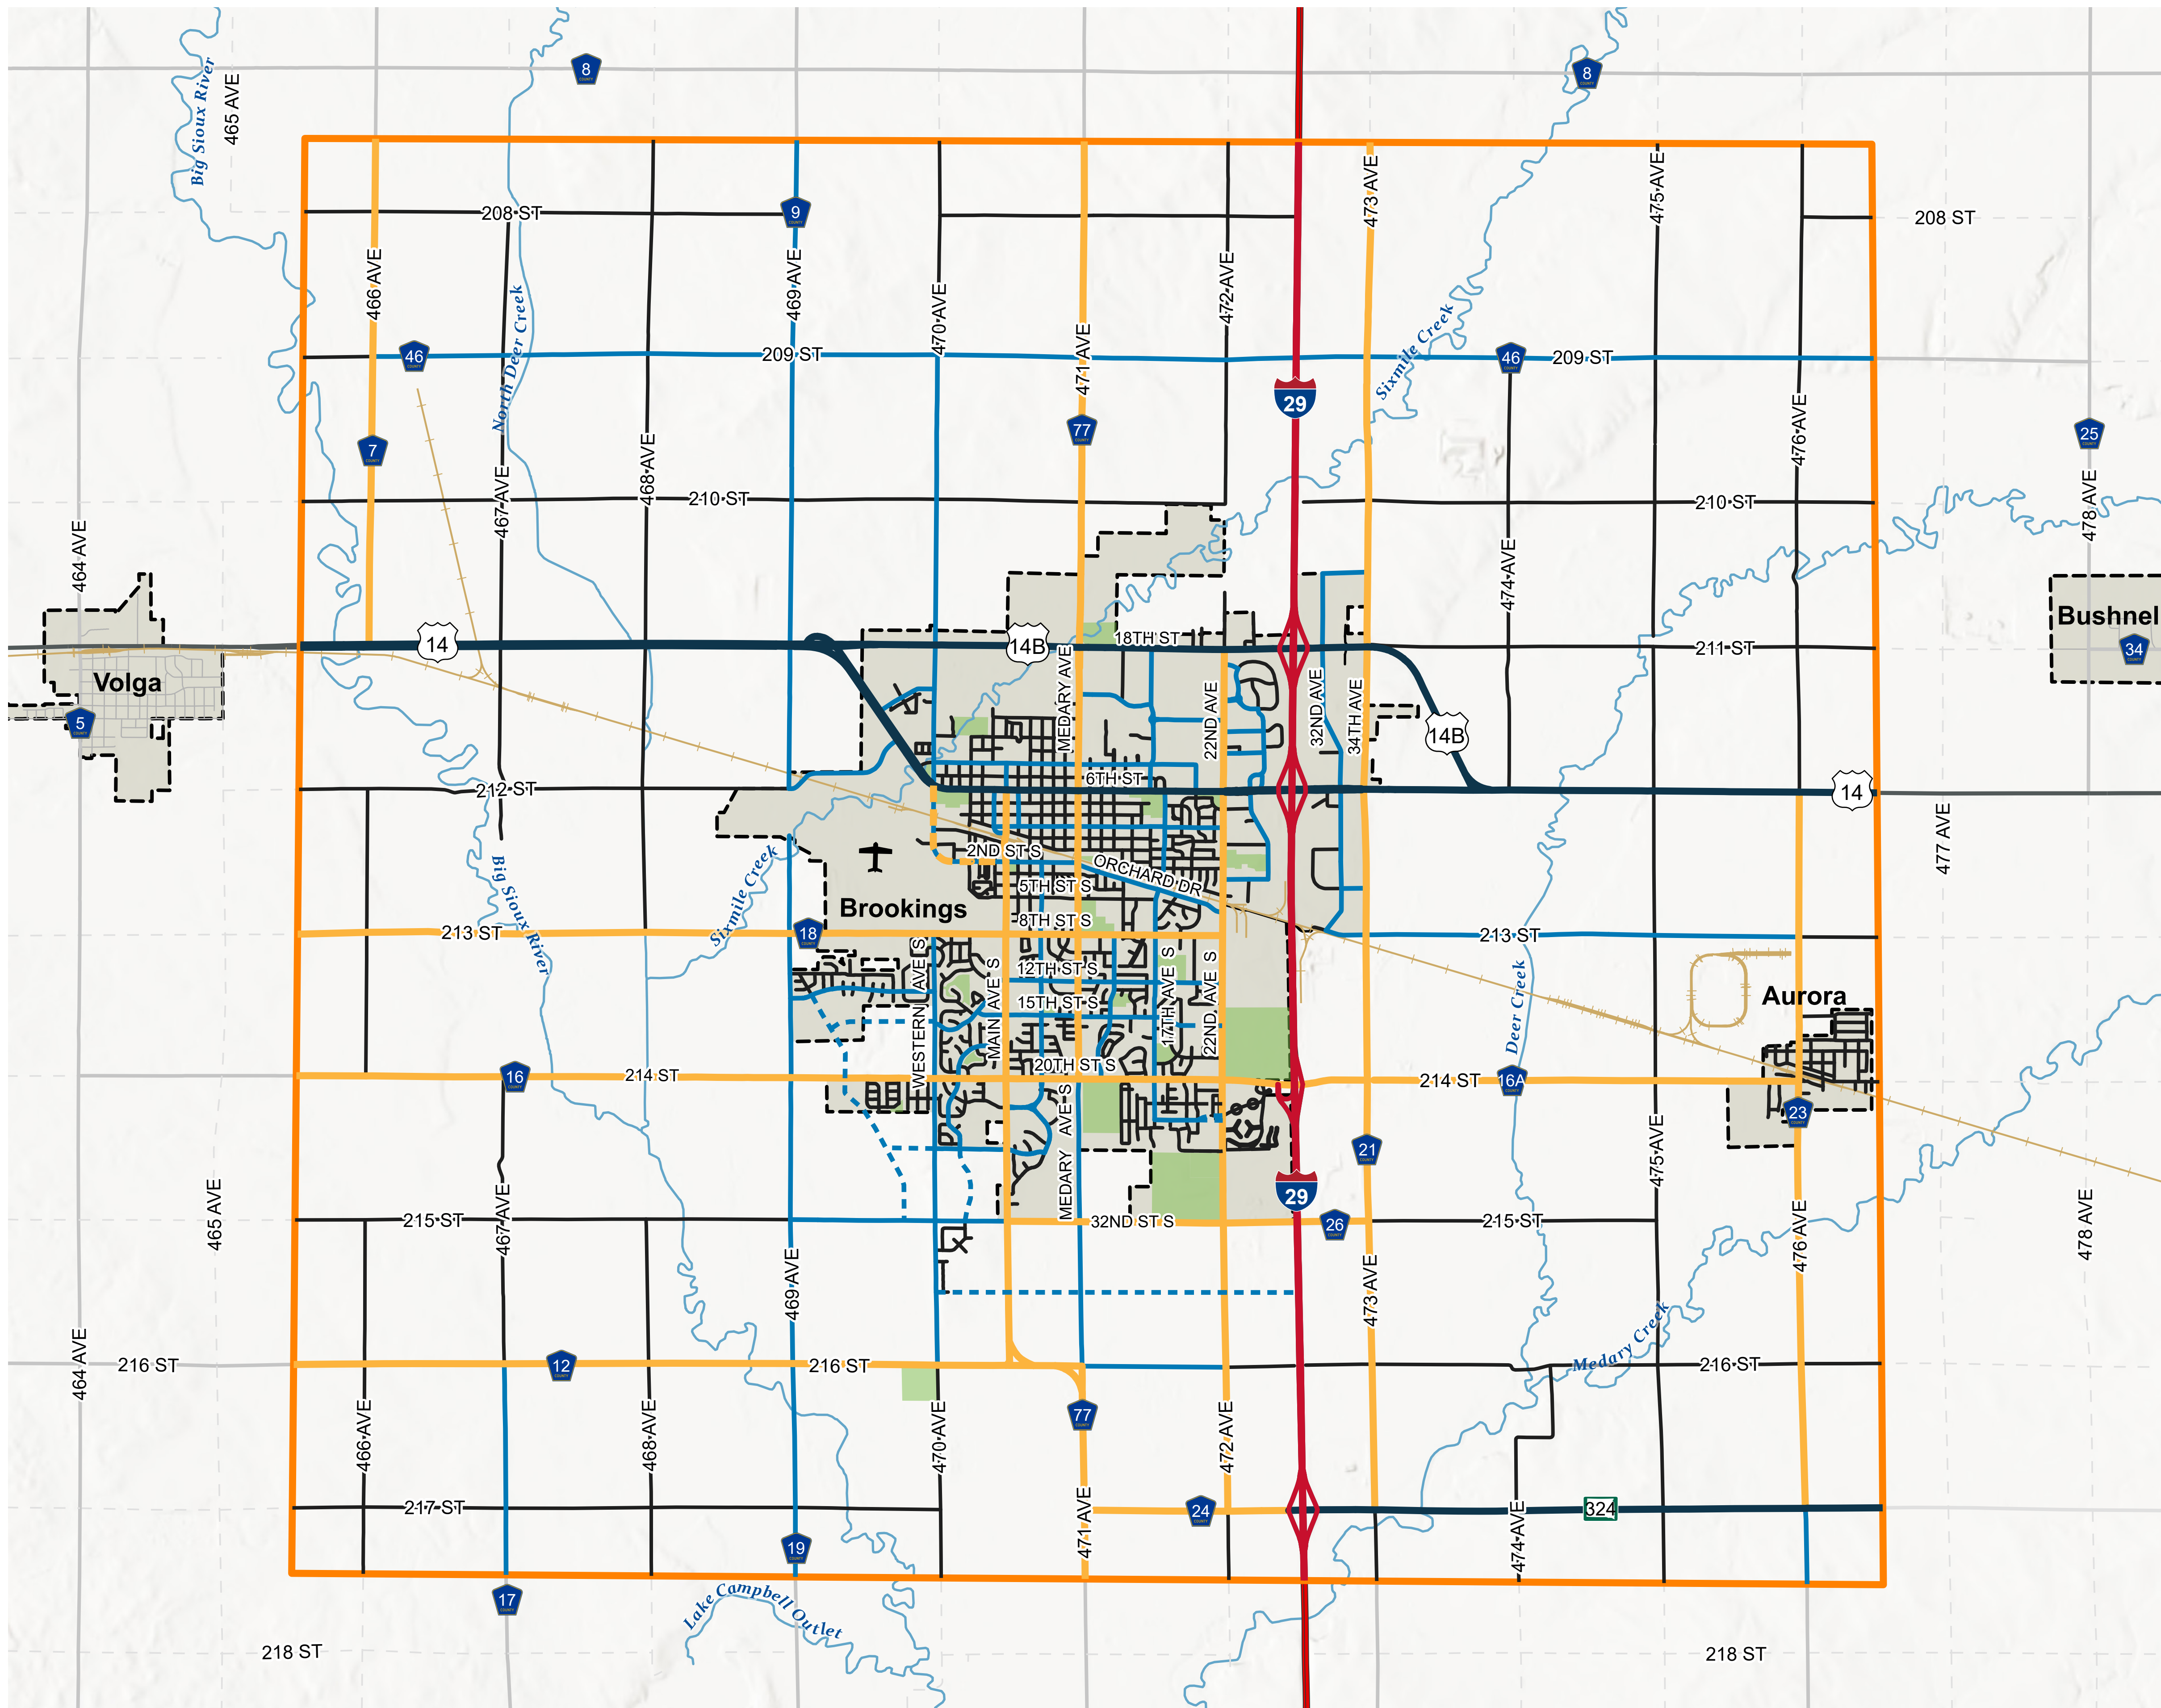 8
8
Big Sioux River
465 AVE
473 AVE
475 AVE
208 ST
9
208 ST
466 AVE
469 AVE
470 AVE
472 AVE
North Deer Creek
Sixmile Creek
471 AVE
46
209 ST
46
209 ST
29
7
77
25
468 AVE
476 AVE
467 AVE
210 ST
210 ST
478 AVE
464 AVE
474 AVE
Bushnel
14
14B
18TH ST
211 ST
34
Volga
5
MEDARY AVE
22ND AVE
32ND AVE
34TH AVE
14B
6TH ST
212 ST
14
477 AVE
2ND ST S
ORCHARD DR
5TH ST S
Brookings
8TH ST S
Sixmile Creek
Big Sioux River
213 ST
18
213 ST
12TH ST S
15TH ST S
WESTERN AVE S
MAIN AVE S
17TH AVE S
22ND AVE S
Deer Creek
Aurora
20TH ST S
16
214 ST
214 ST
16A
23
MEDARY AVE S
21
475 AVE
29
465 AVE
467 AVE
215 ST
32ND ST S
26
215 ST
476 AVE
478 AVE
469 AVE
473 AVE
Medary Creek
464 AVE
216 ST
12
216 ST
216 ST
77
466 AVE
468 AVE
470 AVE
472 AVE
217 ST
24
324
471 AVE
474 AVE
19
17
Lake Campbell Outlet
218 ST
218 ST